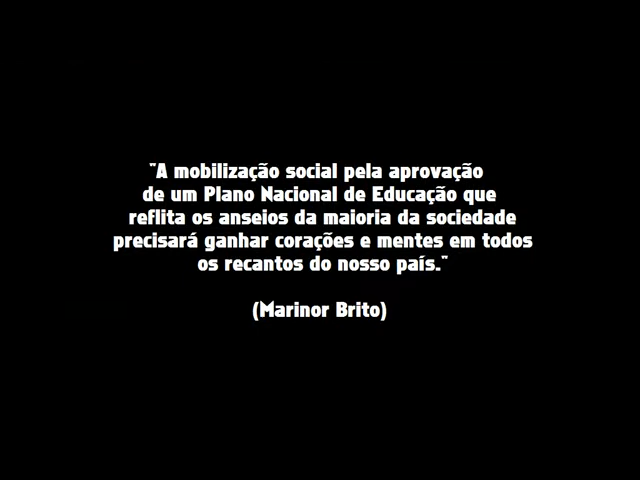 "A mobilização social pela aprovação
de um Plano Nacional de Educação que
reflita os anseios da maioria da sociedade
precisará ganhar corações e mentes em todos
os recantos do nosso país."
(Marinor Brito)